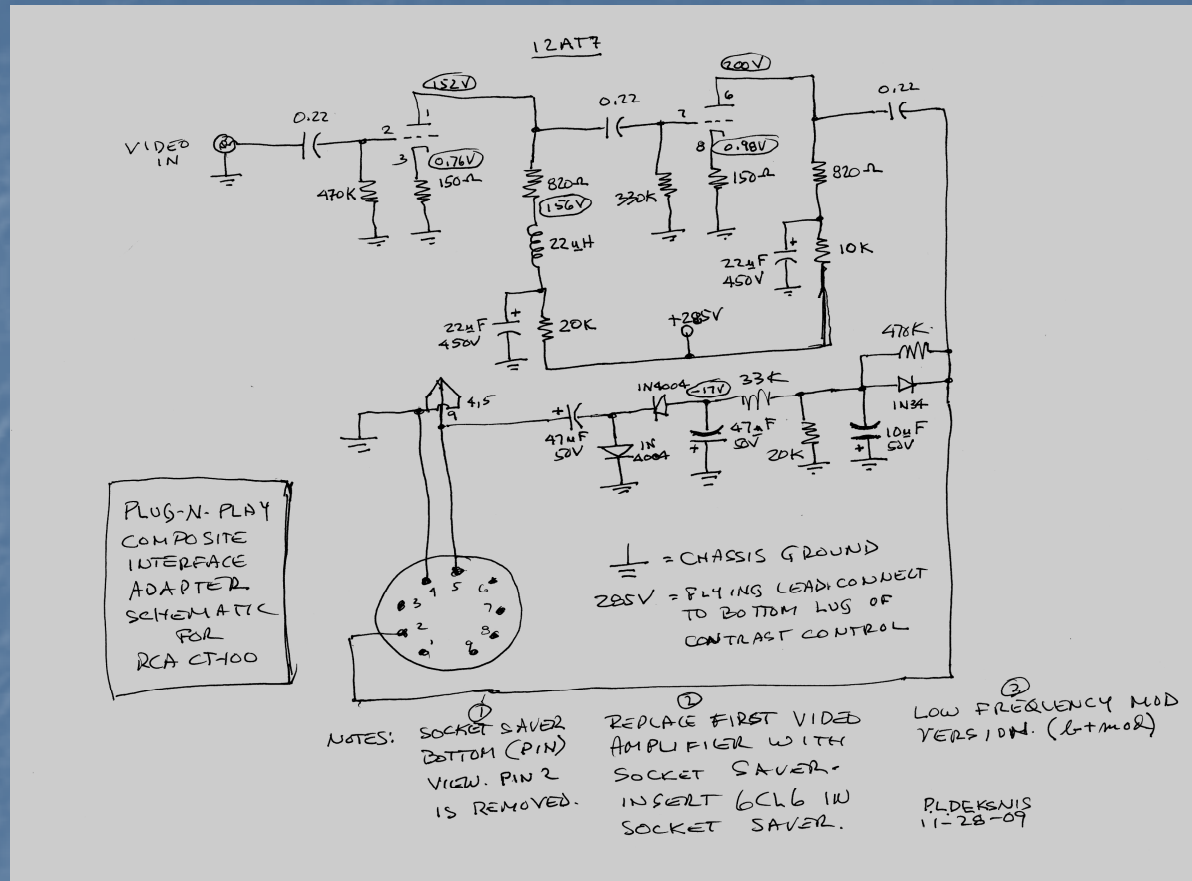 12AT7
152V
200V
0.22
0.22
0.22
VIDEO
IN
2
1
3
0.76V
470K
150Ω
820Ω
156V
22μH
7
6
8
0.98V
330K
150Ω
820Ω
22μF
450V
10K
22μF
450V
20K
+285V
470K
4,5
9
1N4004
-17V
33K
1N34
47μF
50V
1N
4004
47μF
50V
20K
10μF
50V
PLUG-N-PLAY
COMPOSITE
INTERFACE
ADAPTER
SCHEMATIC
FOR
RCA CT-100
1
2
3
4
5
6
7
8
9
= CHASSIS GROUND
285V = FLYING LEAD: CONNECT
TO BOTTOM LUG OF
CONTRAST CONTROL
NOTES:
1
SOCKET SAVER
BOTTOM (PIN)
VIEW. PIN 2
IS REMOVED.
2
REPLACE FIRST VIDEO
AMPLIFIER WITH
SOCKET SAVER.
INSERT 6CL6 IN
SOCKET SAVER.
3
LOW FREQUENCY MOD
VERSION. (b+mod)
P.L.DEKSNIS
11-28-09